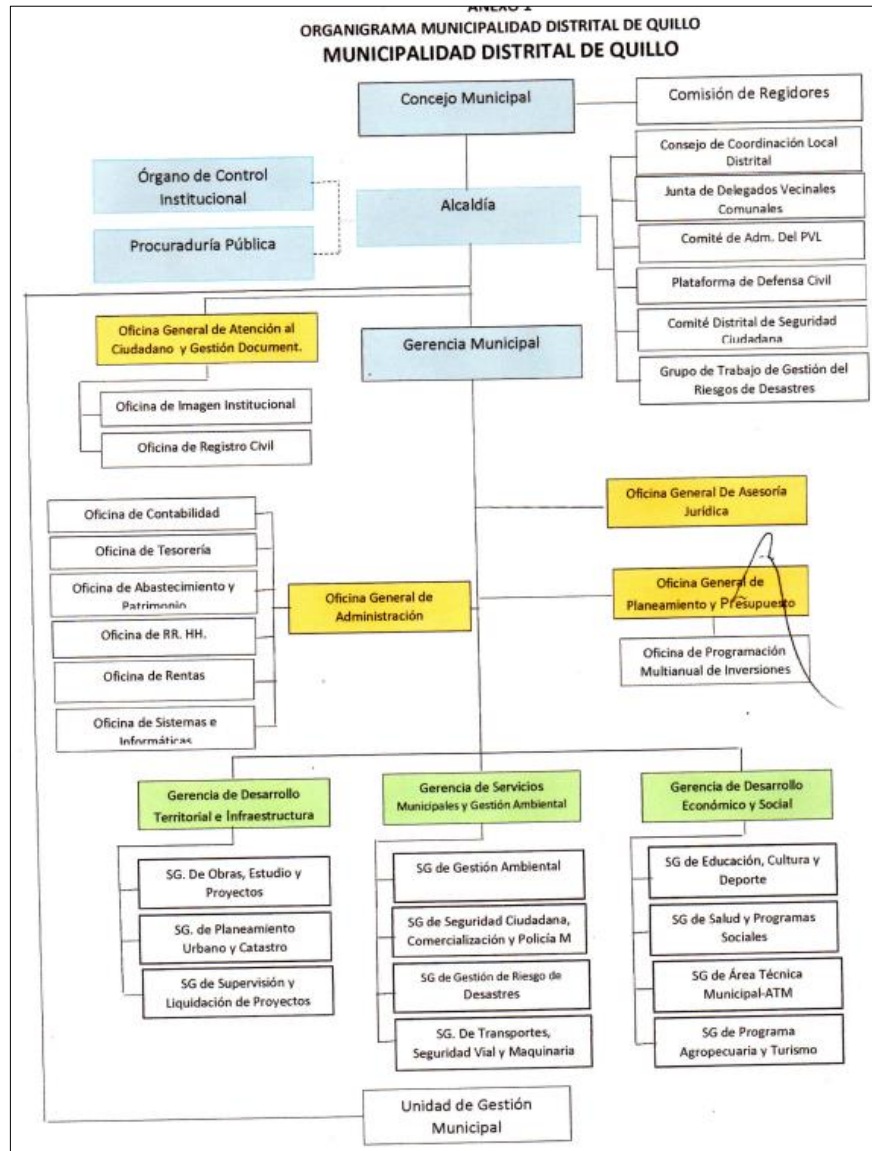 ANEXO 1
ORGANIGRAMA MUNICIPALIDAD DISTRITAL DE QUILLO
MUNICIPALIDAD DISTRITAL DE QUILLO
Concejo Municipal
Comisión de Regidores
Consejo de Coordinación Local
Distrital
Órgano de Control
Institucional
Junta de Delegados Vecinales
Comunales
Alcaldía
Procuraduría Pública
Comité de Adm. Del PVL
Plataforma de Defensa Civil
Oficina General de Atención al
Ciudadano y Gestión Document.
Gerencia Municipal
Comité Distrital de Seguridad
Ciudadana
Grupo de Trabajo de Gestión del
Riesgos de Desastres
Oficina de Imagen Institucional
Oficina de Registro Civil
Oficina General De Asesoría
Jurídica
Oficina de Contabilidad
Oficina de Tesorería
Oficina de Abastecimiento y
Patrimonio
Oficina de RR. HH.
Oficina de Rentas
Oficina de Sistemas e
Informáticas
Oficina General de
Administración
Oficina General de
Planeamiento y Presupuesto
Oficina de Programación
Multianual de Inversiones
Gerencia de Desarrollo
Territorial e Infraestructura
SG. De Obras, Estudio y
Proyectos
SG. de Planeamiento
Urbano y Catastro
SG de Supervisión y
Liquidación de Proyectos
Gerencia de Servicios
Municipales y Gestión Ambiental
SG de Gestión Ambiental
SG de Seguridad Ciudadana,
Comercialización y Policía M
SG de Gestión de Riesgo de
Desastres
SG. De Transportes,
Seguridad Vial y Maquinaria
Gerencia de Desarrollo
Económico y Social
SG de Educación, Cultura y
Deporte
SG de Salud y Programas
Sociales
SG de Área Técnica
Municipal-ATM
SG de Programa
Agropecuaria y Turismo
Unidad de Gestión
Municipal